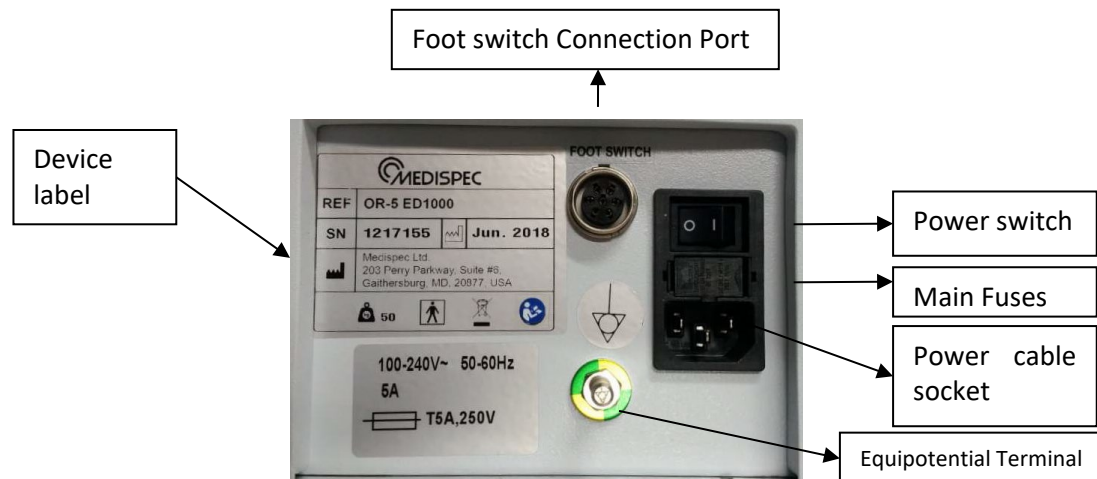 Foot switch Connection Port
Device
label
FOOT SWITCH
MEDISPEC
REF OR-5 ED1000
SN 1217155 Jun. 2018
Medispec Ltd.
203 Perry Parkway, Suite #6,
Gaithersburg, MD, 20877, USA
50
100-240V~ 50-60Hz
5A
T5A,250V
Power switch
Main Fuses
Power cable
socket
Equipotential Terminal